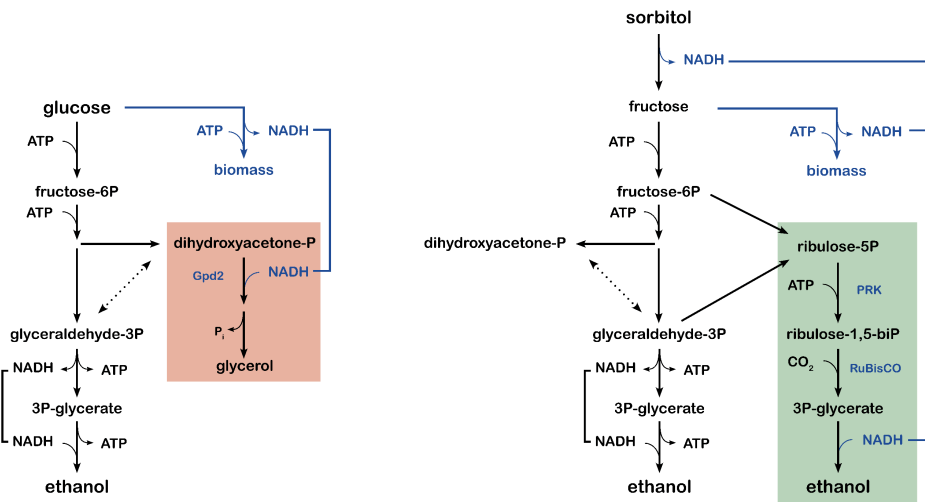 glucose
ATP
ATP
NADH
biomass
fructose-6P
ATP
dihydroxyacetone-P
Gpd2
NADH
Pi
glycerol
glyceraldehyde-3P
NADH
ATP
3P-glycerate
NADH
ATP
ethanol
sorbitol
NADH
fructose
ATP
ATP
NADH
biomass
fructose-6P
ATP
dihydroxyacetone-P
ribulose-5P
ATP
PRK
glyceraldehyde-3P
ribulose-1,5-biP
NADH
ATP
CO2
RuBisCO
3P-glycerate
3P-glycerate
NADH
ATP
NADH
ethanol
ethanol